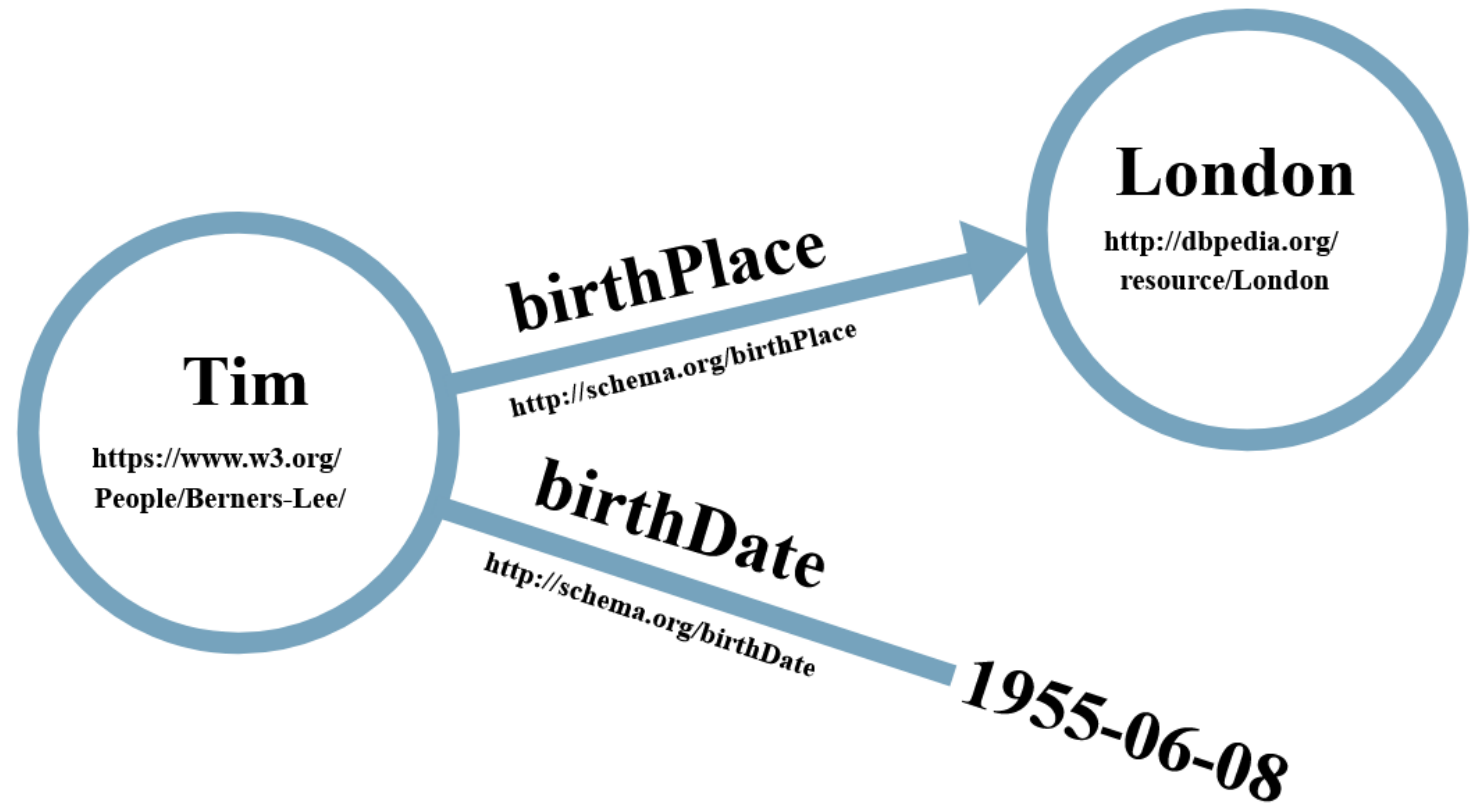 London
http://dbpedia.org/
resource/London
birthPlace
http://schema.org/birthPlace
Tim
https://www.w3.org/
People/Berners-Lee/
birthDate
http://schema.org/birthDate
1955-06-08